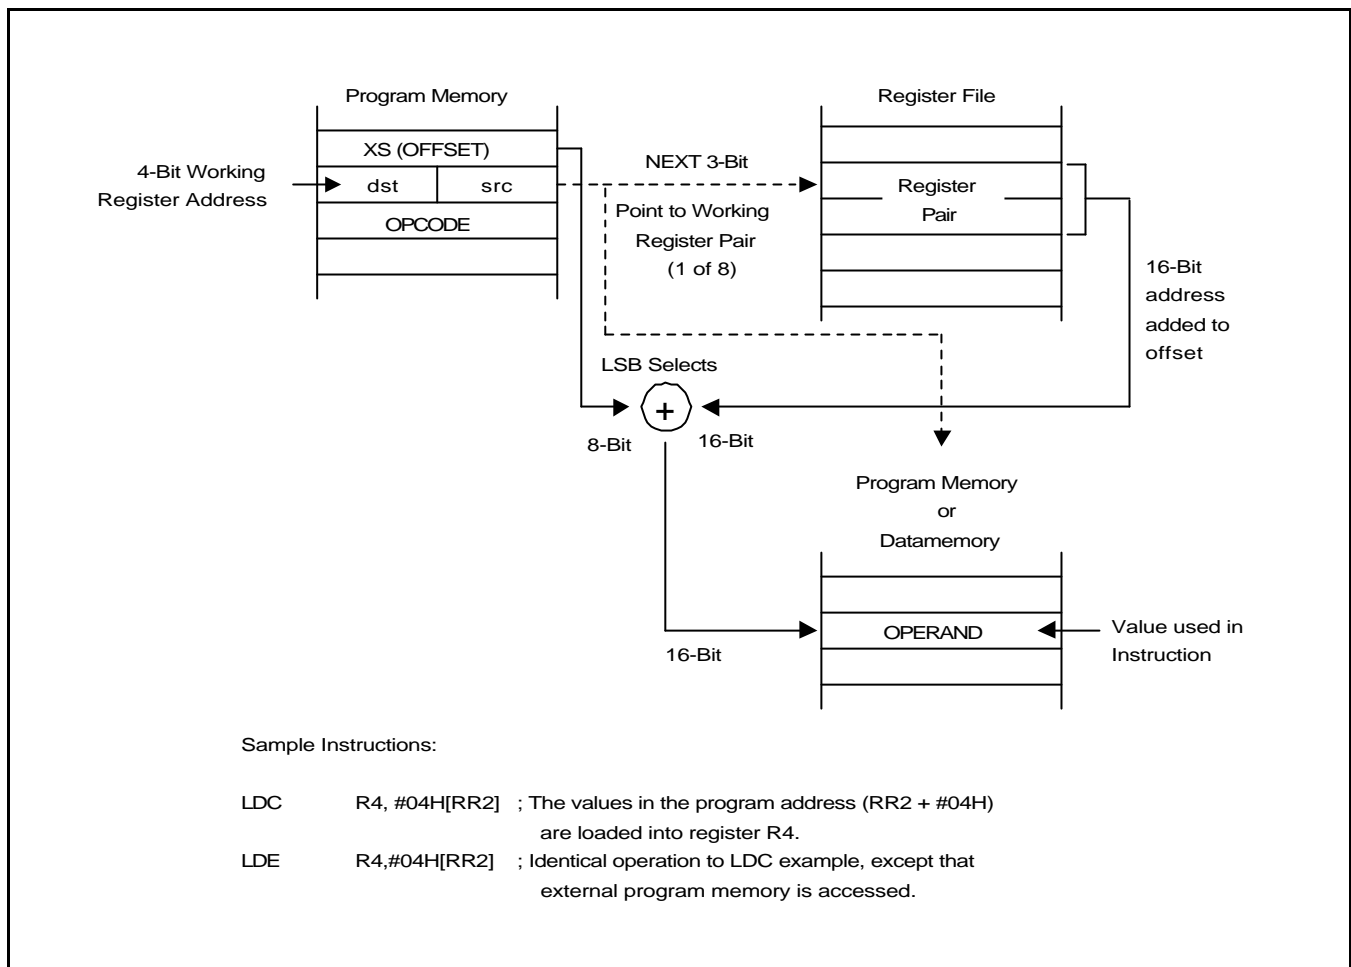 Program Memory
Register File
XS (OFFSET)
4-Bit Working
Register Address
dst
src
OPCODE
NEXT 3-Bit
Point to Working
Register Pair
(1 of 8)
Register
Pair
16-Bit
address
added to
offset
LSB Selects
+
8-Bit
16-Bit
Program Memory
or
Datamemory
OPERAND
Value used in
Instruction
16-Bit
Sample Instructions:
LDC R4, #04H[RR2] ; The values in the program address (RR2 + #04H)
are loaded into register R4.
LDE R4,#04H[RR2] ; Identical operation to LDC example, except that
external program memory is accessed.